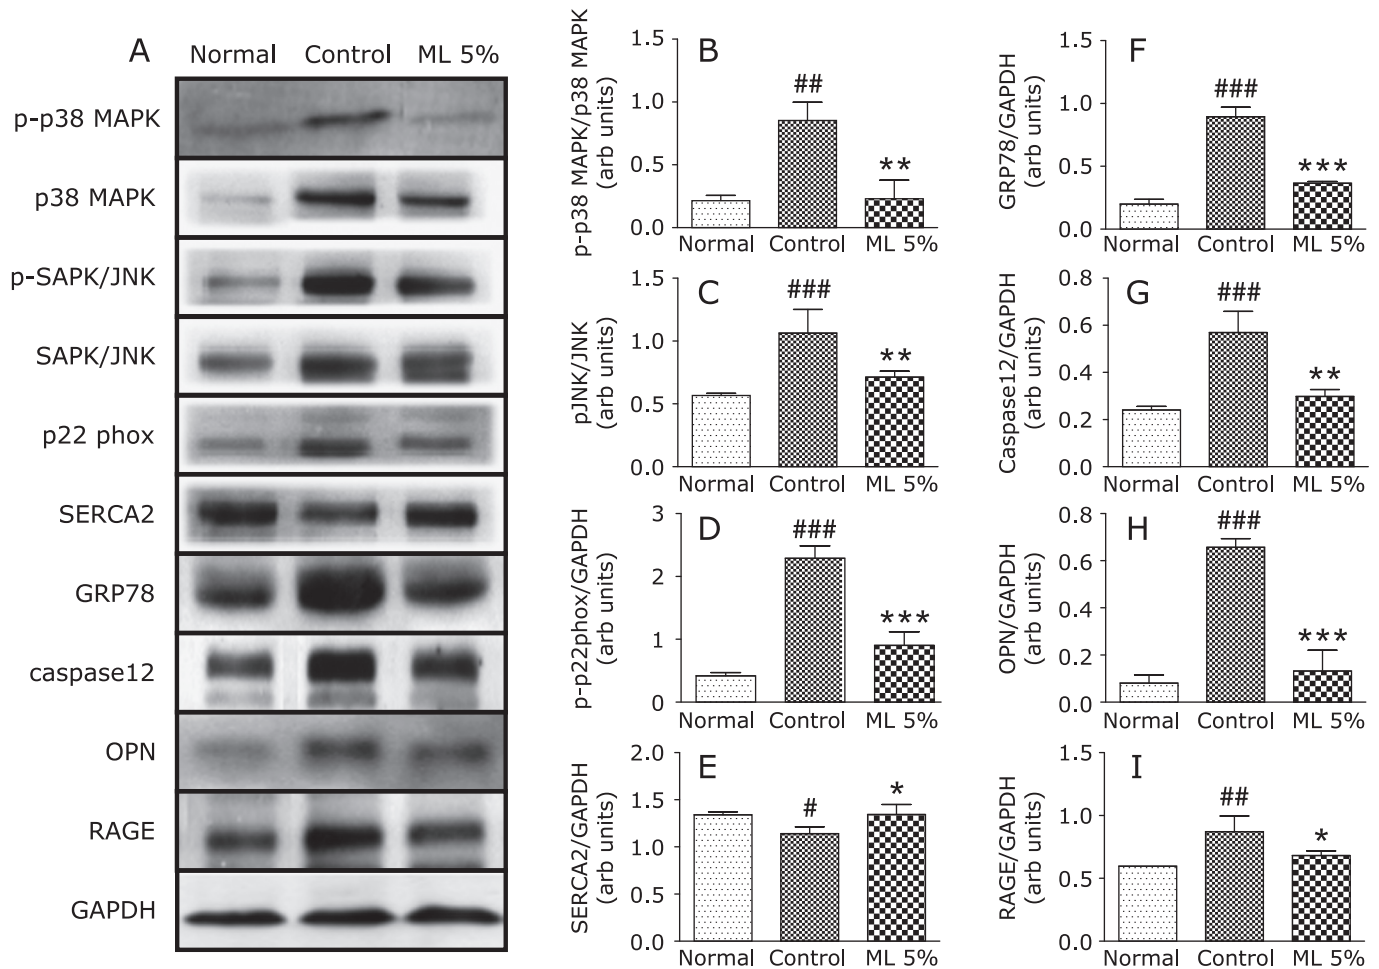 A
Normal Control ML 5%
p-p38 MAPK
p38 MAPK
p-SAPK/JNK
SAPK/JNK
p22 phox
SERCA2
GRP78
caspase12
OPN
RAGE
GAPDH
B
p-p38 MAPK/p38 MAPK
(arb units)
1.5
1.0
0.5
0.0
##
**
Normal Control ML 5%
C
pJNK/JNK
(arb units)
1.5
1.0
0.5
0.0
###
**
Normal Control ML 5%
D
p-p22phox/GAPDH
(arb units)
3
2
1
0
###
***
Normal Control ML 5%
E
SERCA2/GAPDH
(arb units)
2.0
1.5
1.0
0.5
0.0
#
*
Normal Control ML 5%
F
GRP78/GAPDH
(arb units)
1.5
1.0
0.5
0.0
###
***
Normal Control ML 5%
G
Caspase12/GAPDH
(arb units)
0.8
0.6
0.4
0.2
0.0
###
**
Normal Control ML 5%
H
OPN/GAPDH
(arb units)
0.8
0.6
0.4
0.2
0.0
###
***
Normal Control ML 5%
I
RAGE/GAPDH
(arb units)
1.5
1.0
0.5
0.0
##
*
Normal Control ML 5%